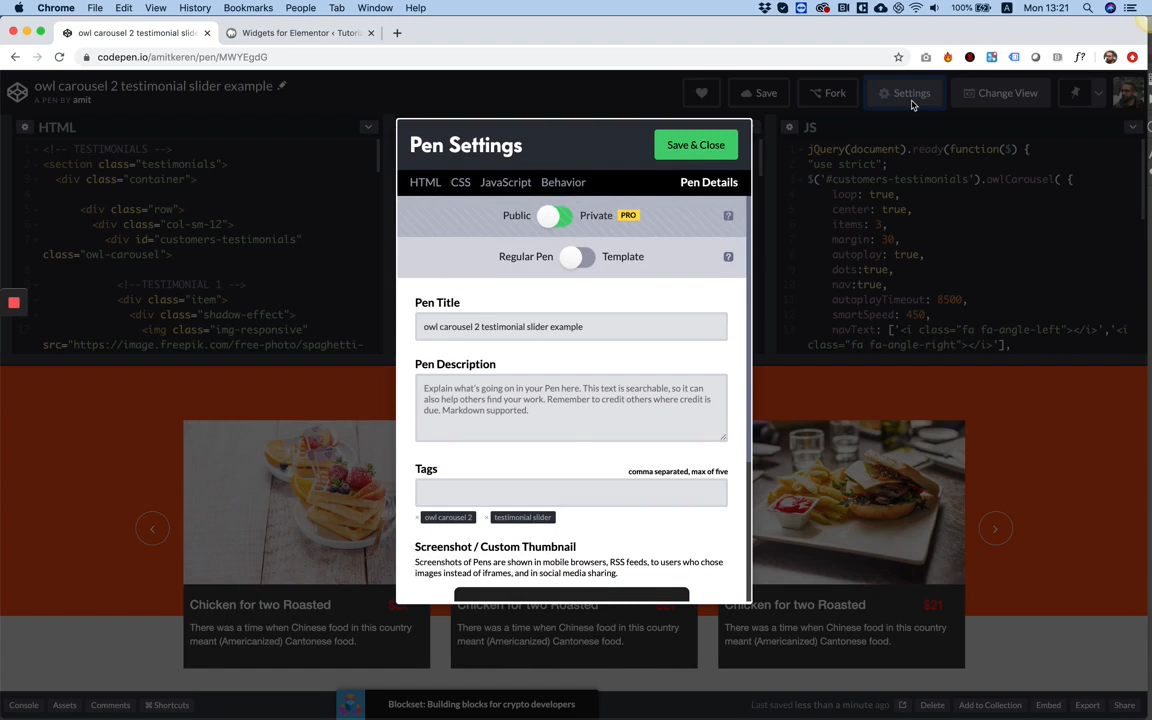 Chrome File Edit View History Bookmarks People Tab Window Help 100% A Mon 13:21
owl carousel 2 testimonial slid × Widgets for Elementor ‹ Tutori × +
codepen.io/amitkeren/pen/MWYEgdG f?
owl carousel 2 testimonial slider example
A PEN BY amit
Save Fork Settings Change View
HTML
JS
<!-- TESTIMONIALS -->
<section class="testimonials">
<div class="container">
<div class="row">
<div class="col-sm-12">
<div id="customers-testimonials"
class="owl-carousel">
<!--TESTIMONIAL 1 -->
<div class="item">
<div class="shadow-effect">
<img class="img-responsive"
src="https://image.freepik.com/free-photo/spaghetti-
jQuery(document).ready(function($) {
"use strict";
$('#customers-testimonials').owlCarousel( {
loop: true,
center: true,
items: 3,
margin: 30,
autoplay: true,
dots:true,
nav:true,
autoplayTimeout: 8500,
smartSpeed: 450,
navText: ['<i class="fa fa-angle-left"></i>','<i
class="fa fa-angle-right"></i>'],
Pen Settings
Save & Close
HTML CSS JavaScript Behavior Pen Details
Public Private PRO ?
Regular Pen Template ?
Pen Title
owl carousel 2 testimonial slider example
Pen Description
Explain what's going on in your Pen here. This text is searchable, so it can
also help others find your work. Remember to credit others where credit is
due. Markdown supported.
Tags
comma separated, max of five
× owl carousel 2 × testimonial slider
Screenshot / Custom Thumbnail
Screenshots of Pens are shown in mobile browsers, RSS feeds, to users who chose
images instead of iframes, and in social media sharing.
Chicken for two Roasted $21
There was a time when Chinese food in this country
meant (Americanized) Cantonese food.
Chicken for two Roasted $21
There was a time when Chinese food in this country
meant (Americanized) Cantonese food.
Chicken for two Roasted $21
There was a time when Chinese food in this country
meant (Americanized) Cantonese food.
Console Assets Comments ⌘ Shortcuts
Blockset: Building blocks for crypto developers
Last saved less than a minute ago Delete Add to Collection Embed Export Share